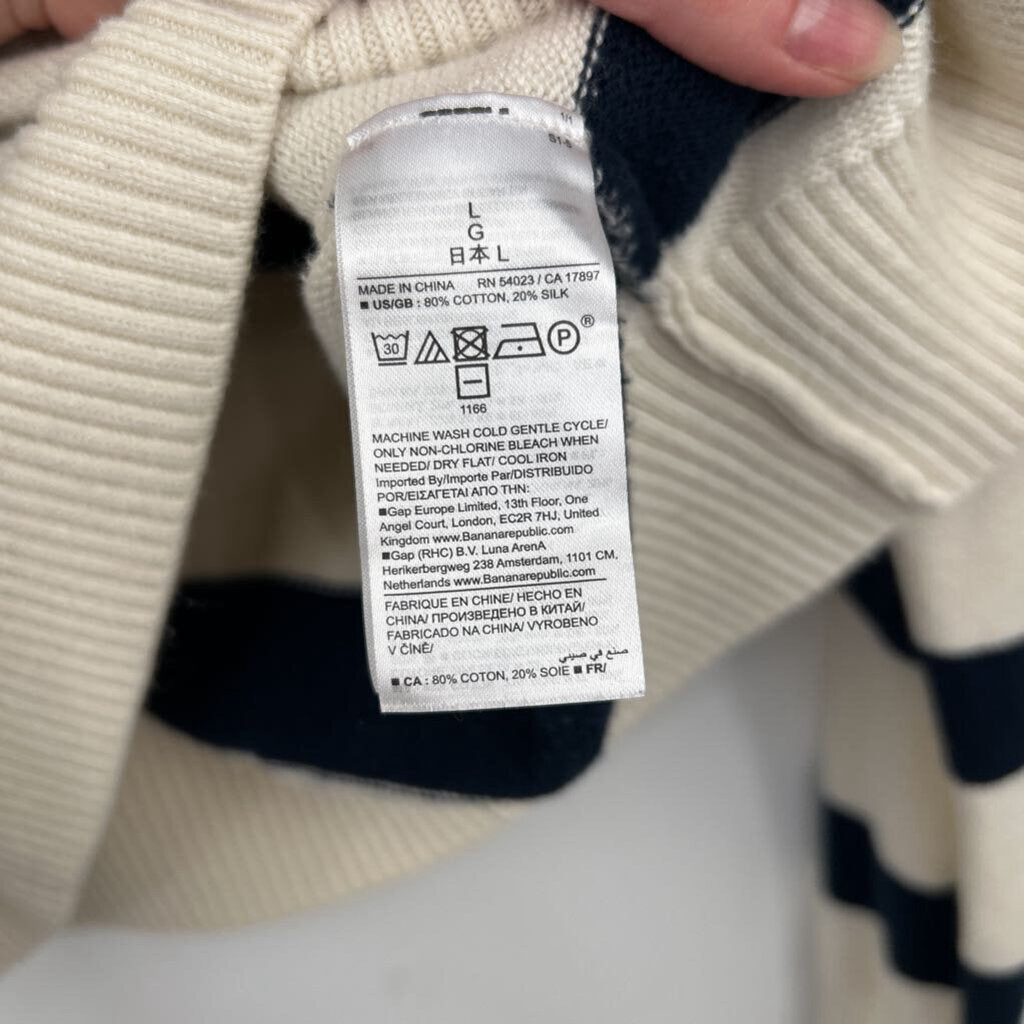 L
G
日本 L
MADE IN CHINA RN 54023 / CA 17897
■ US/GB : 80% COTTON, 20% SILK
30
P ®
1166
MACHINE WASH COLD GENTLE CYCLE/
ONLY NON-CHLORINE BLEACH WHEN
NEEDED/ DRY FLAT/ COOL IRON
Imported By/Importe Par/DISTRIBUIDO
POR/ΕΙΣΑΓΕΤΑΙ ΑΠΟ ΤΗΝ:
■Gap Europe Limited, 13th Floor, One
Angel Court, London, EC2R 7HJ, United
Kingdom www.Bananarepublic.com
■Gap (RHC) B.V. Luna ArenA
Herikerbergweg 238 Amsterdam, 1101 CM.
Netherlands www.Bananarepublic.com
FABRIQUE EN CHINE/ HECHO EN
CHINA/ ПРОИЗВЕДЕНО В КИТАЙ/
FABRICADO NA CHINA/ VYROBENO
V ČÍNĚ/
صنع في صيني
■ CA : 80% COTTON, 20% SOIE ■ FR/